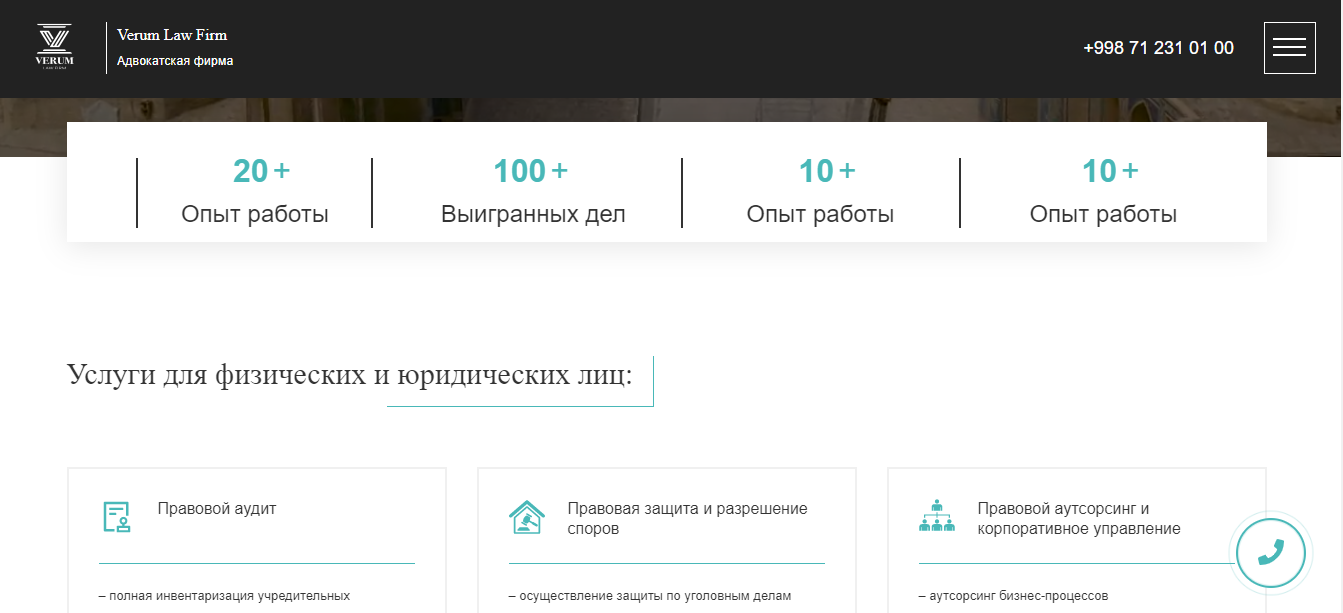 Verum Law Firm
Адвокатская фирма
VERUM
LAW FIRM
+998 71 231 01 00
20+
Опыт работы
100+
Выигранных дел
10+
Опыт работы
10+
Опыт работы
Услуги для физических и юридических лиц:
Правовой аудит
– полная инвентаризация учредительных
Правовая защита и разрешение
споров
– осуществление защиты по уголовным делам
Правовой аутсорсинг и
корпоративное управление
– аутсорсинг бизнес-процессов